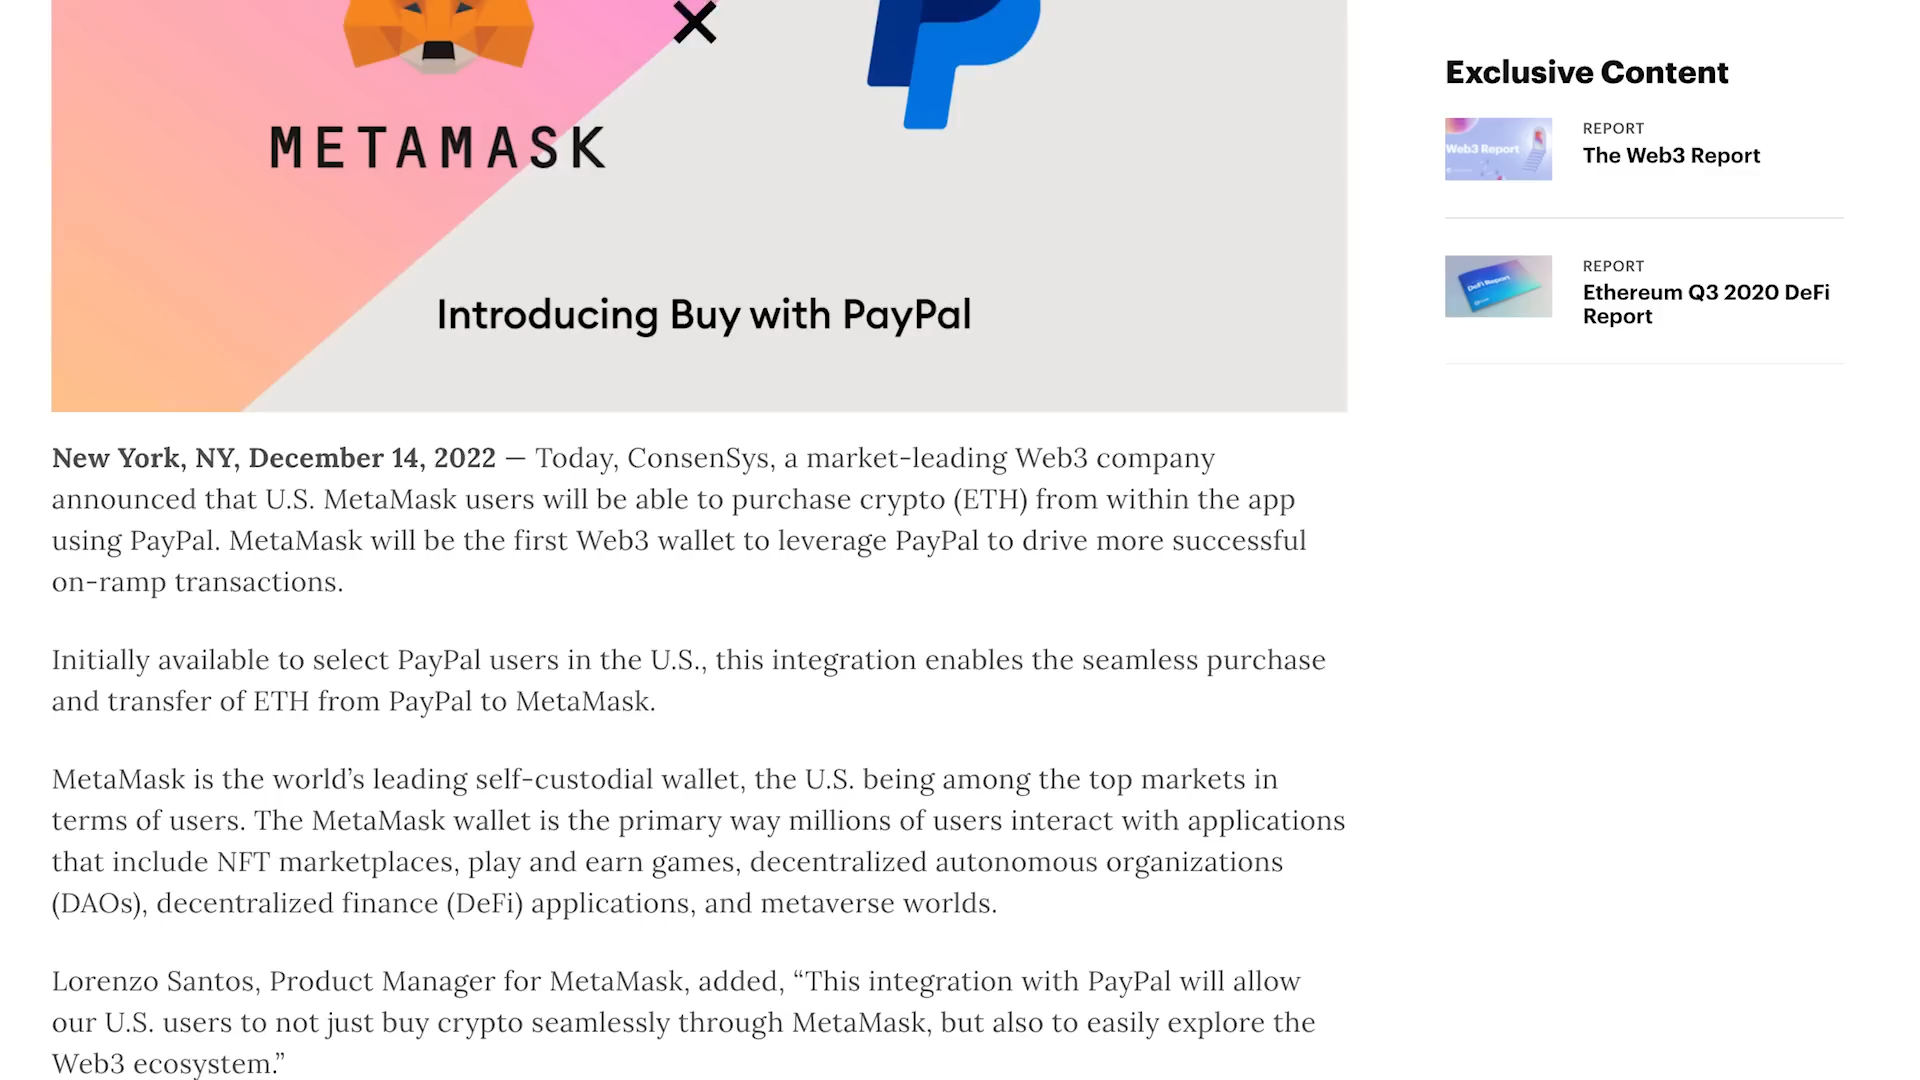 METAMASK
Introducing Buy with PayPal
New York, NY, December 14, 2022 — Today, ConsenSys, a market-leading Web3 company
announced that U.S. MetaMask users will be able to purchase crypto (ETH) from within the app
using PayPal. MetaMask will be the first Web3 wallet to leverage PayPal to drive more successful
on-ramp transactions.
Initially available to select PayPal users in the U.S., this integration enables the seamless purchase
and transfer of ETH from PayPal to MetaMask.
MetaMask is the world’s leading self-custodial wallet, the U.S. being among the top markets in
terms of users. The MetaMask wallet is the primary way millions of users interact with applications
that include NFT marketplaces, play and earn games, decentralized autonomous organizations
(DAOs), decentralized finance (DeFi) applications, and metaverse worlds.
Lorenzo Santos, Product Manager for MetaMask, added, “This integration with PayPal will allow
our U.S. users to not just buy crypto seamlessly through MetaMask, but also to easily explore the
Web3 ecosystem.”
Exclusive Content
Web3 Report
REPORT
The Web3 Report
DeFi Report
REPORT
Ethereum Q3 2020 DeFi
Report